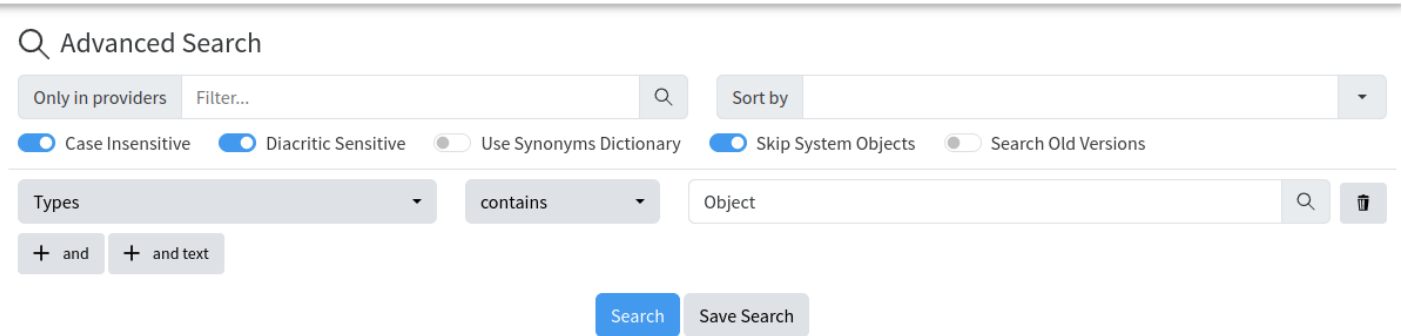 Advanced Search
Only in providers Filter... Sort by
Case Insensitive Diacritic Sensitive Use Synonyms Dictionary Skip System Objects Search Old Versions
Types contains Object
and and text
Search Save Search